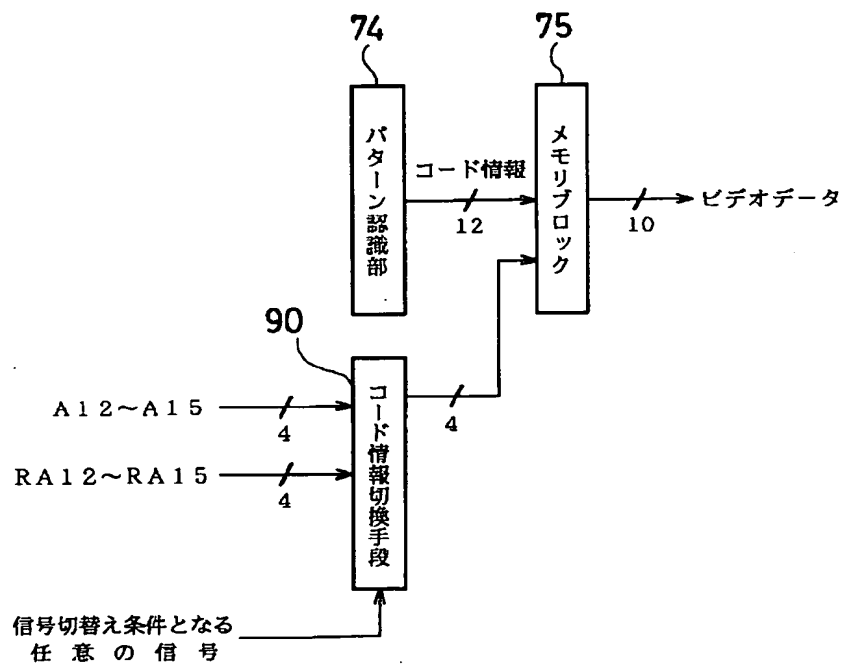 74
75
パターン認識部
コード情報
12
メモリブロック
10
ビデオデータ
90
コード情報切換手段
A12~A15
4
4
RA12~RA15
4
信号切替え条件となる
任意の信号